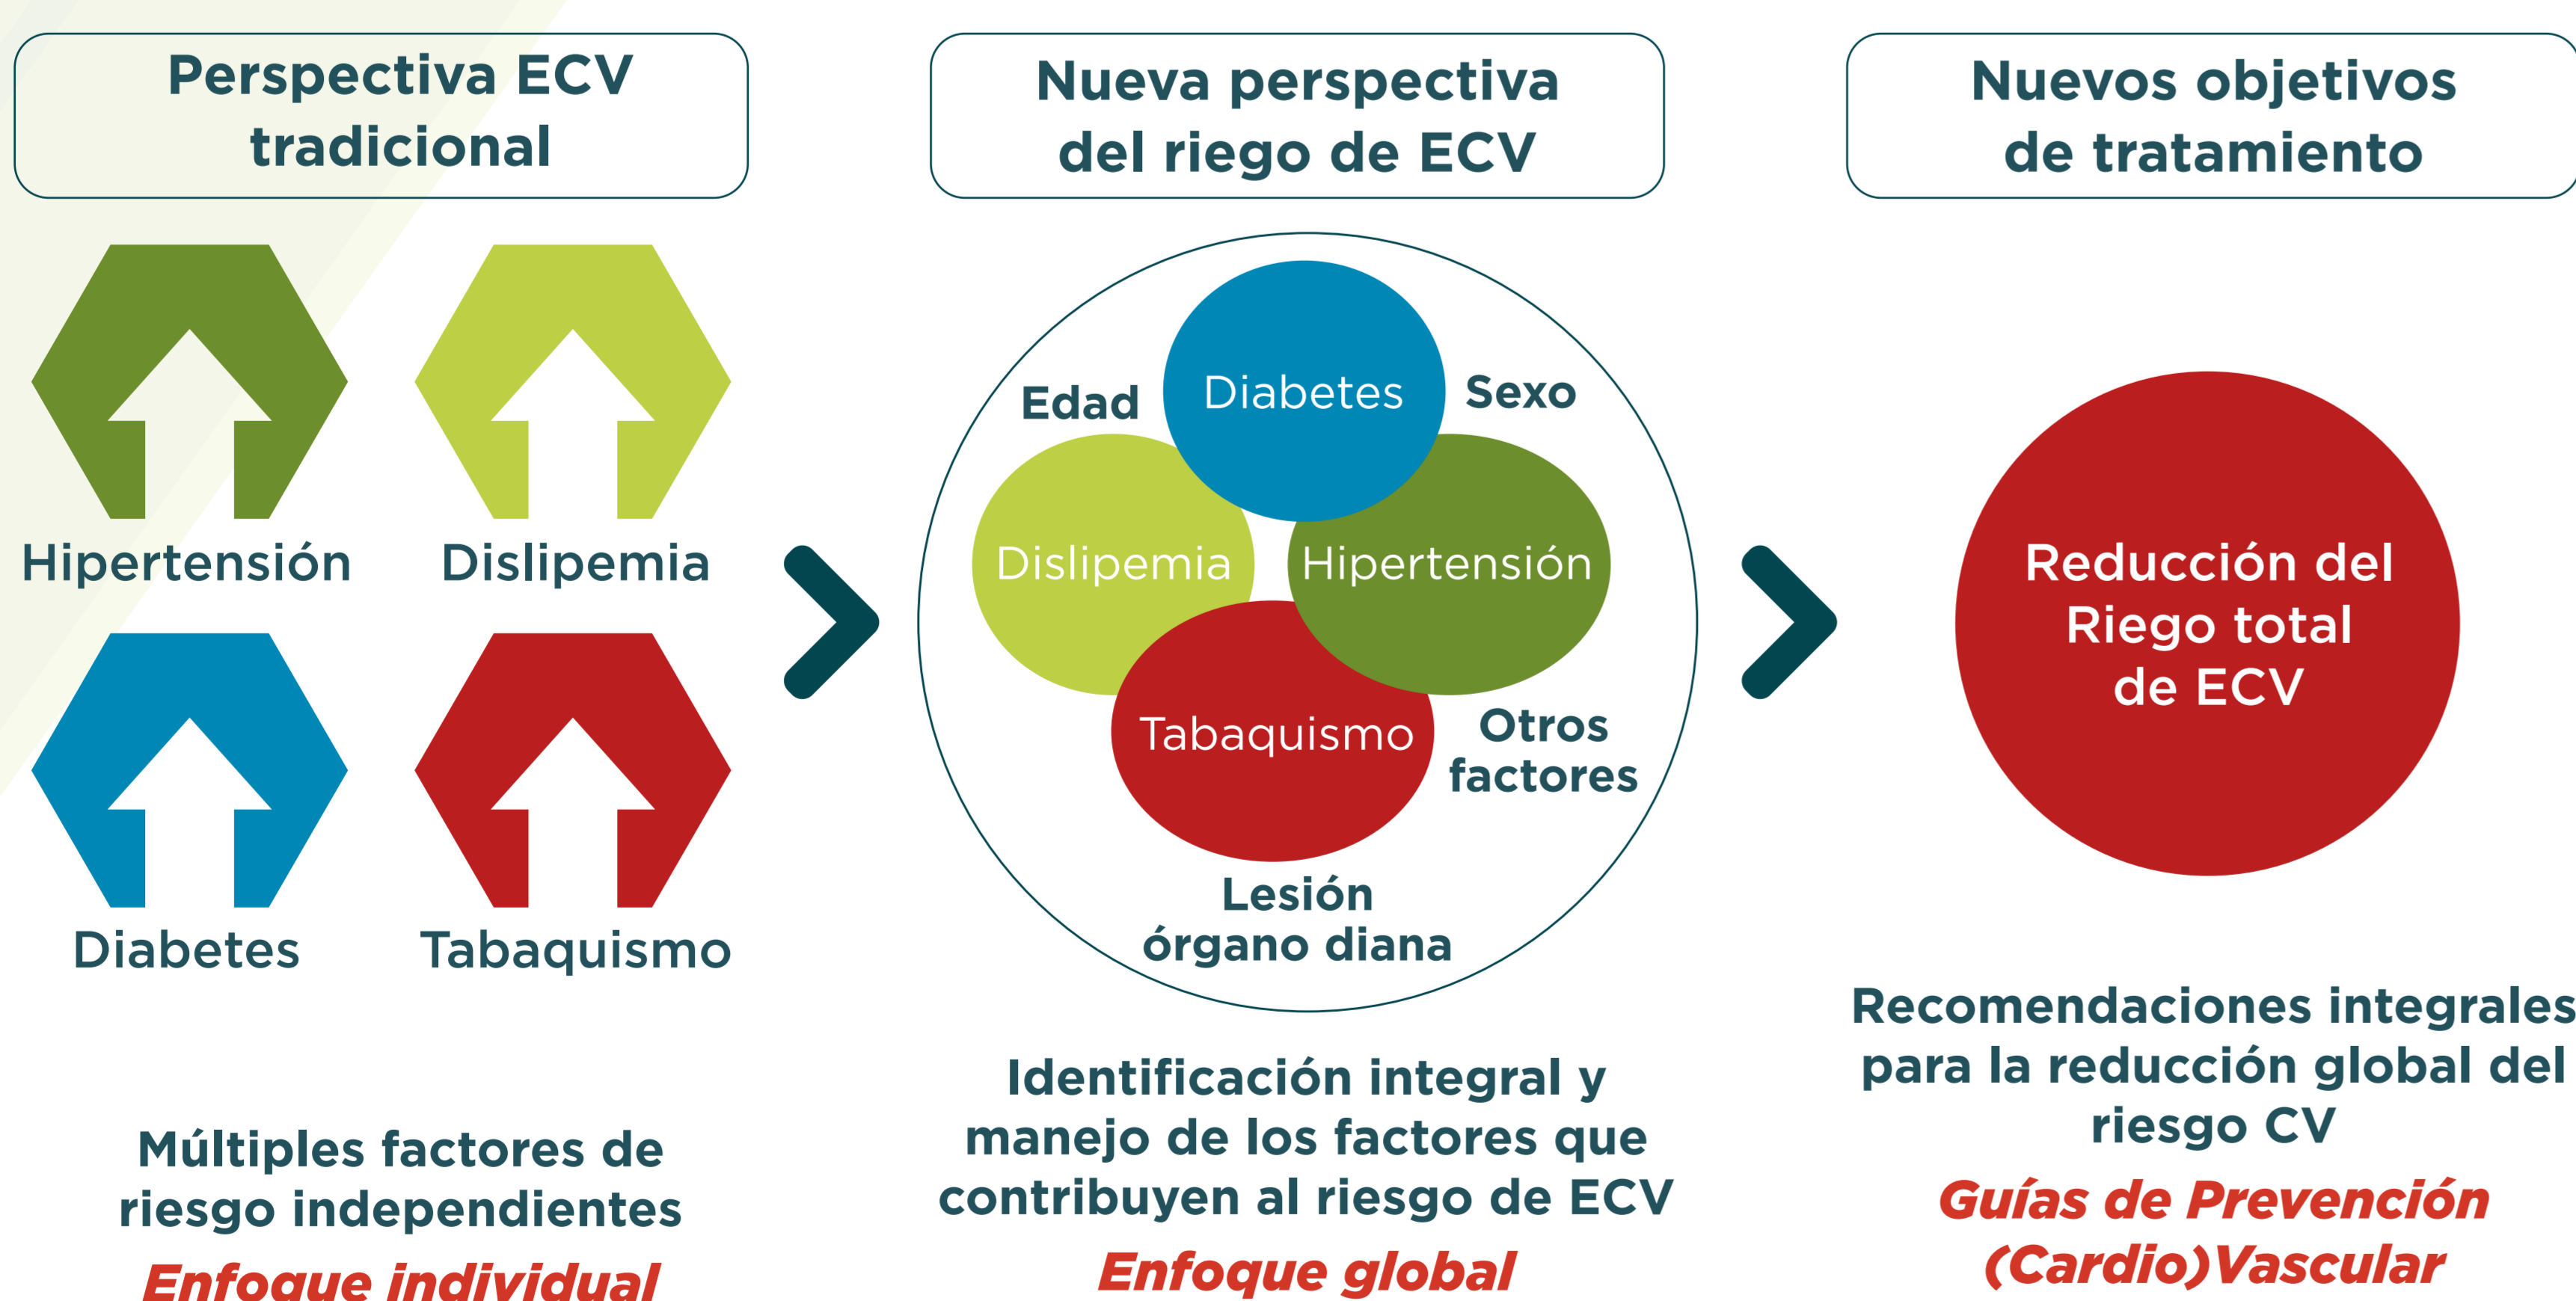 Perspectiva ECV
tradicional
Hipertensión
Dislipemia
Diabetes
Tabaquismo
Múltiples factores de
riesgo independientes
Enfoque individual
Nueva perspectiva
del riego de ECV
Edad
Diabetes
Sexo
Dislipemia
Hipertensión
Tabaquismo
Otros
factores
Lesión
órgano diana
Identificación integral y
manejo de los factores que
contribuyen al riesgo de ECV
Enfoque global
Nuevos objetivos
de tratamiento
Reducción del
Riego total
de ECV
Recomendaciones integrales
para la reducción global del
riesgo CV
Guías de Prevención
(Cardio)Vascular